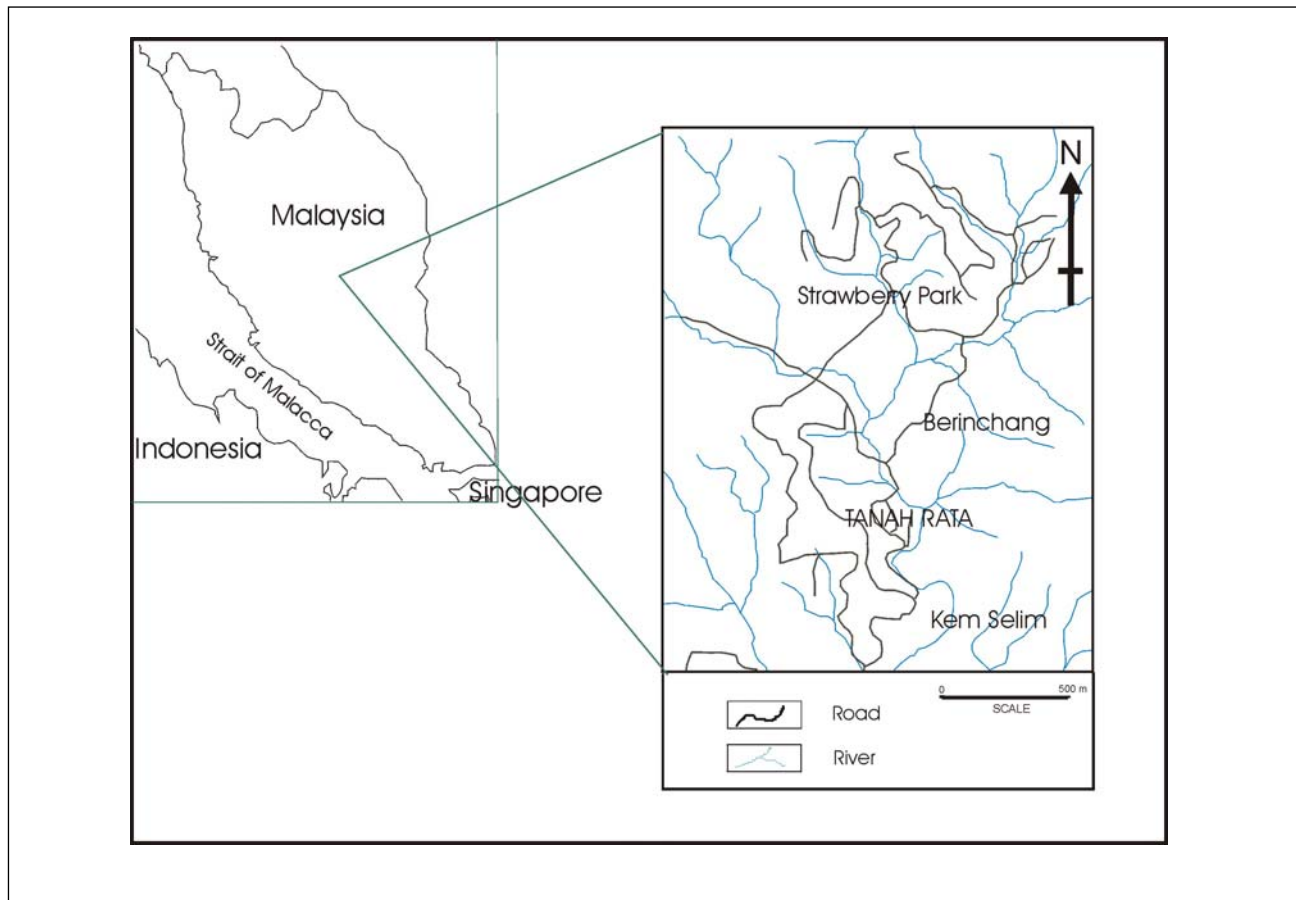 Malaysia
Strait of Malacca
Indonesia
Singapore
N
Strawberry Park
Berinchang
TANAH RATA
Kem Selim
0 500 m
SCALE
Road
River